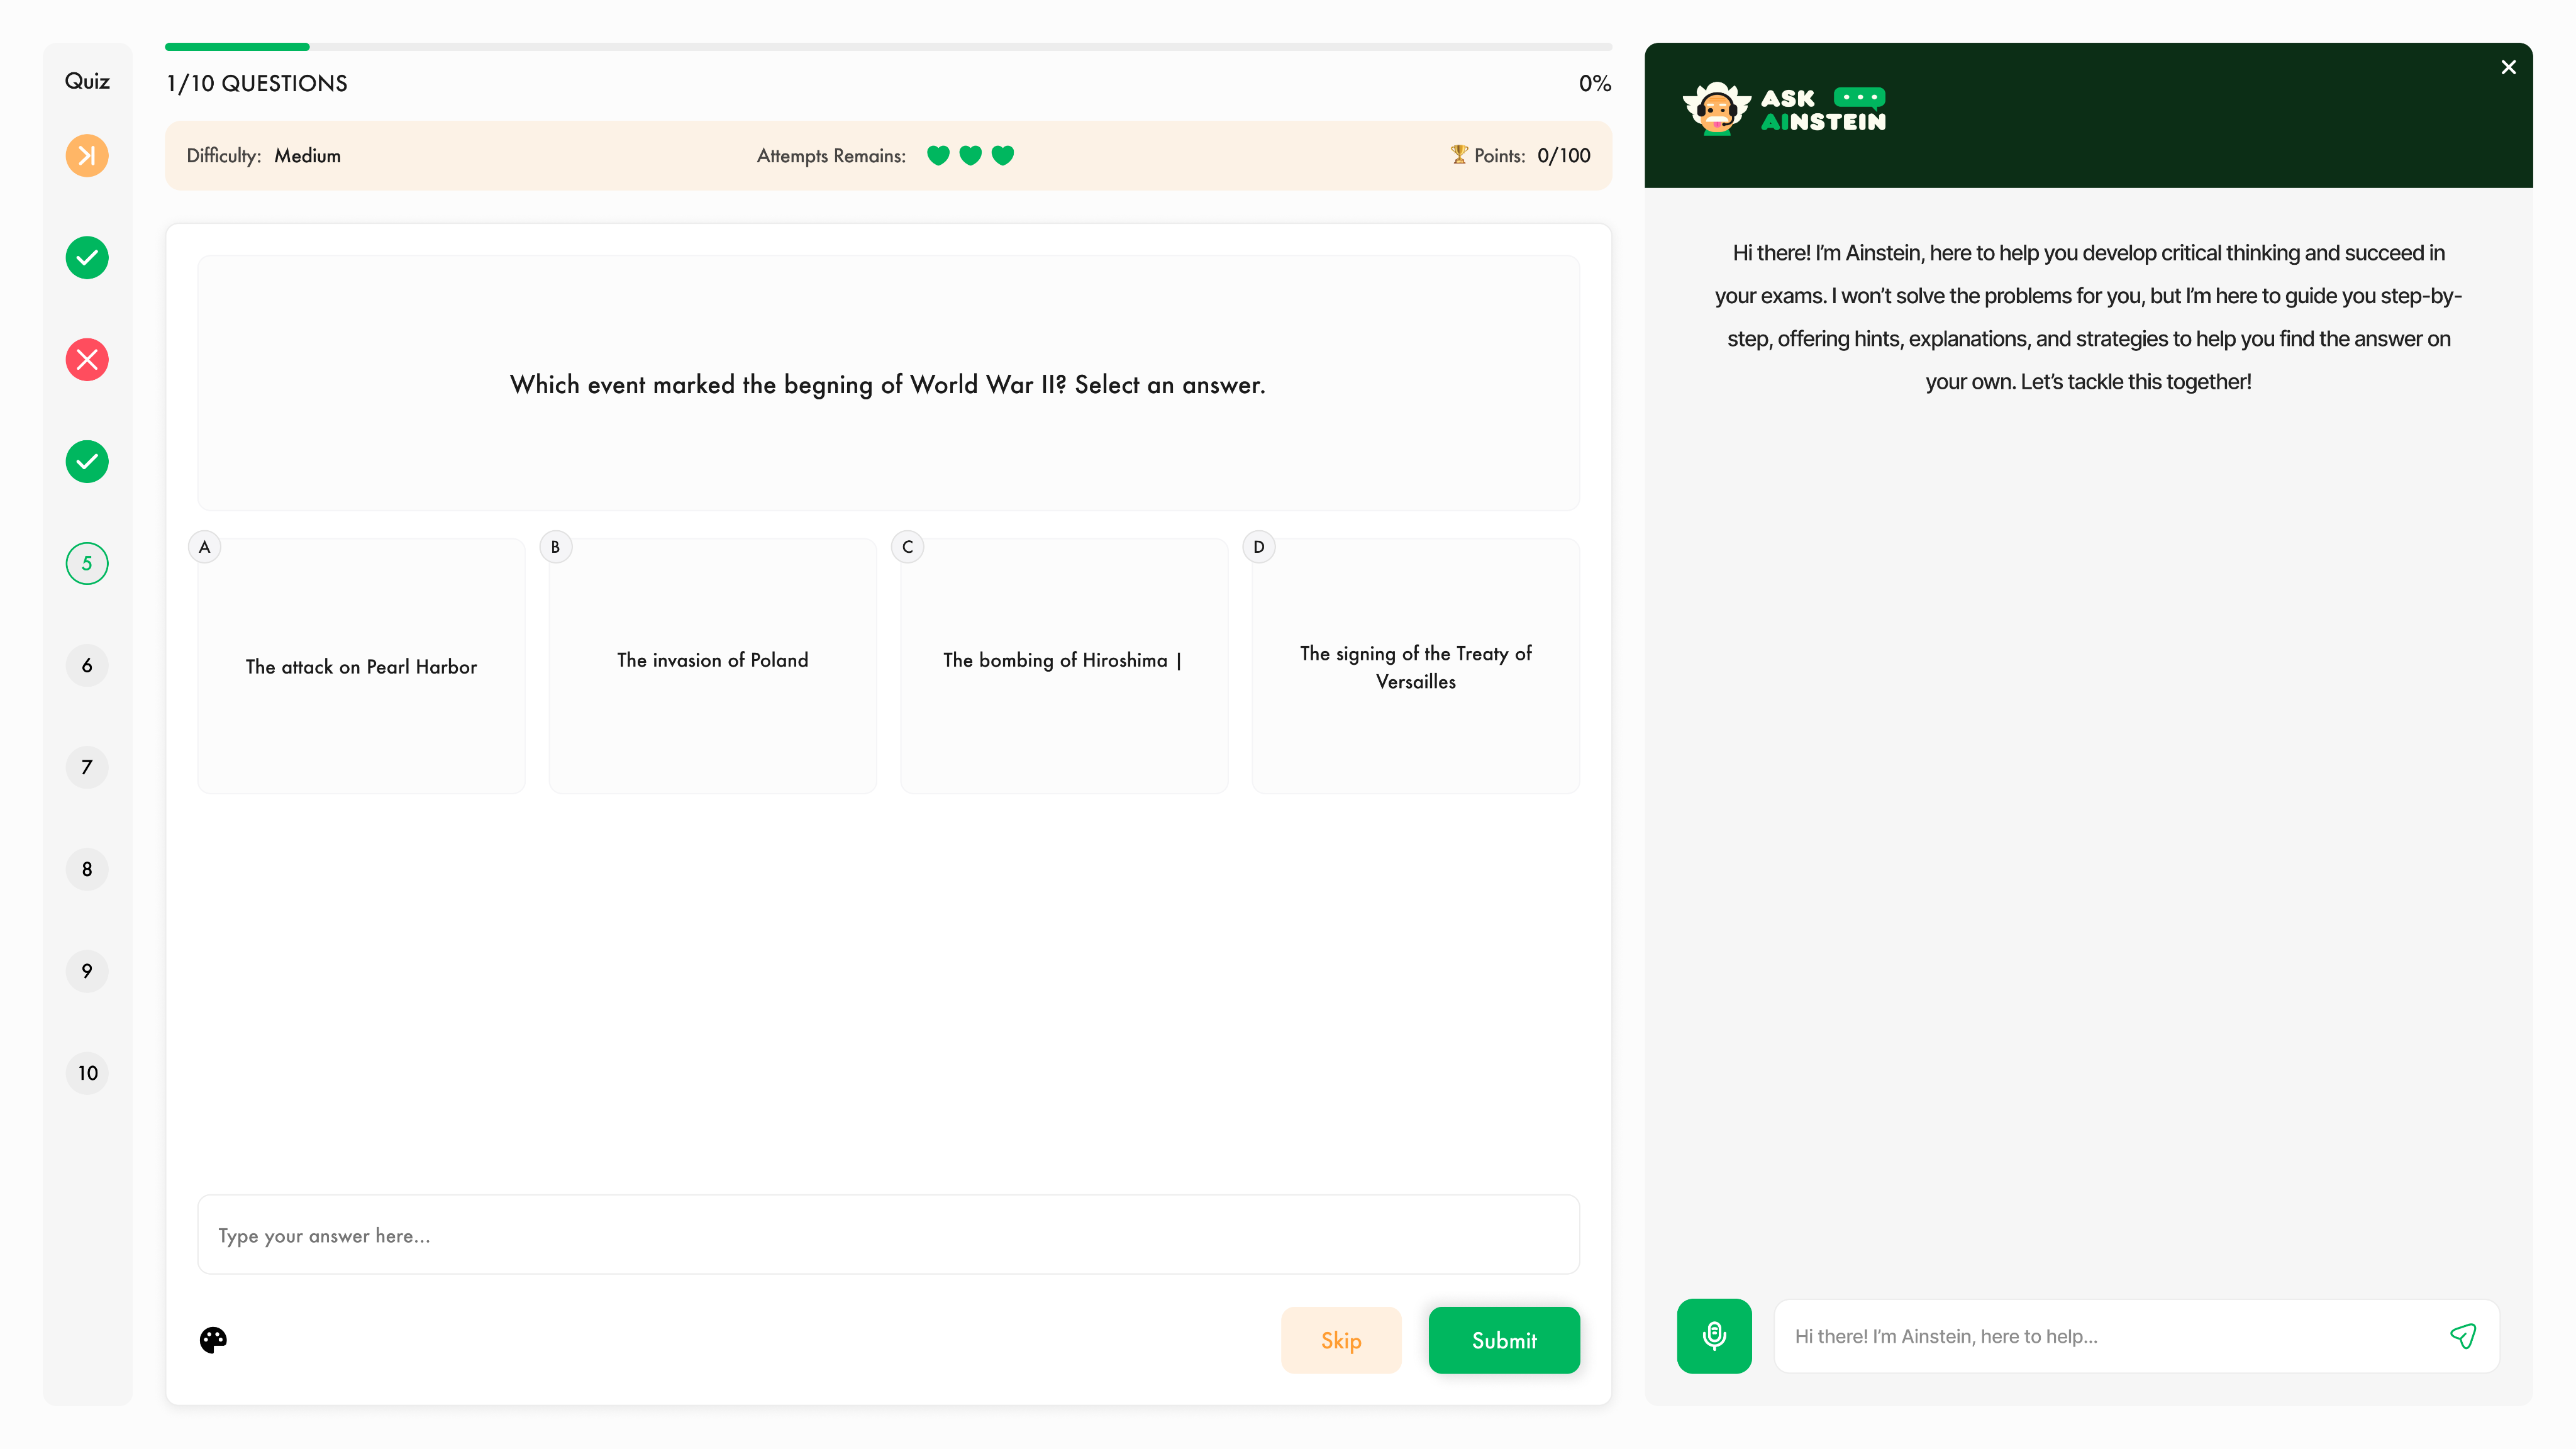 Quiz
5
6
7
8
9
10
1/10 QUESTIONS
0%
Difficulty: Medium
Attempts Remains:
Points: 0/100
Which event marked the begning of World War II? Select an answer.
A
The attack on Pearl Harbor
B
The invasion of Poland
C
The bombing of Hiroshima |
D
The signing of the Treaty of
Versailles
Type your answer here...
Skip
Submit
ASK
AINSTEIN
Hi there! I’m Ainstein, here to help you develop critical thinking and succeed in
your exams. I won’t solve the problems for you, but I’m here to guide you step-by-
step, offering hints, explanations, and strategies to help you find the answer on
your own. Let’s tackle this together!
Hi there! I’m Ainstein, here to help...